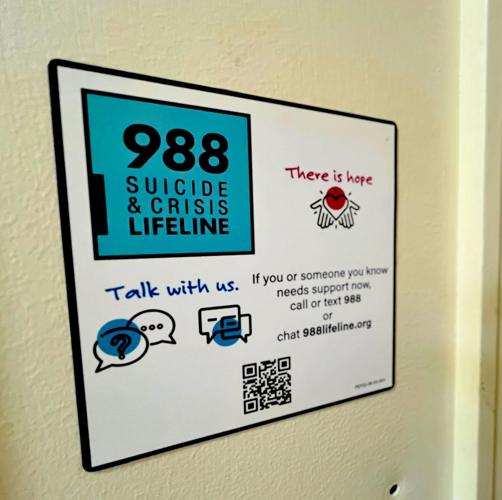 988
SUICIDE
& CRISIS
LIFELINE
There is hope
Talk with us.
?
If you or someone you know
needs support now,
call or text 988
or
chat 988lifeline.org